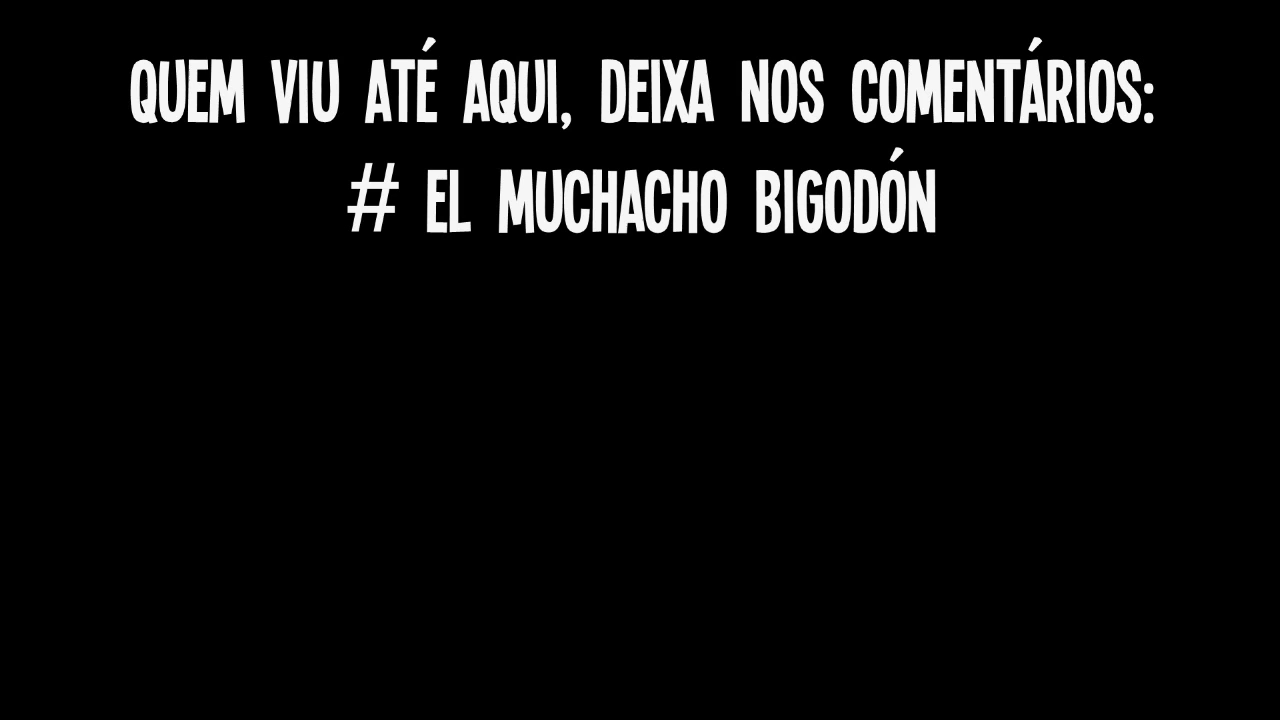 QUEM VIU ATÉ AQUI, DEIXA NOS COMENTÁRIOS:
# EL MUCHACHO BIGODÓN